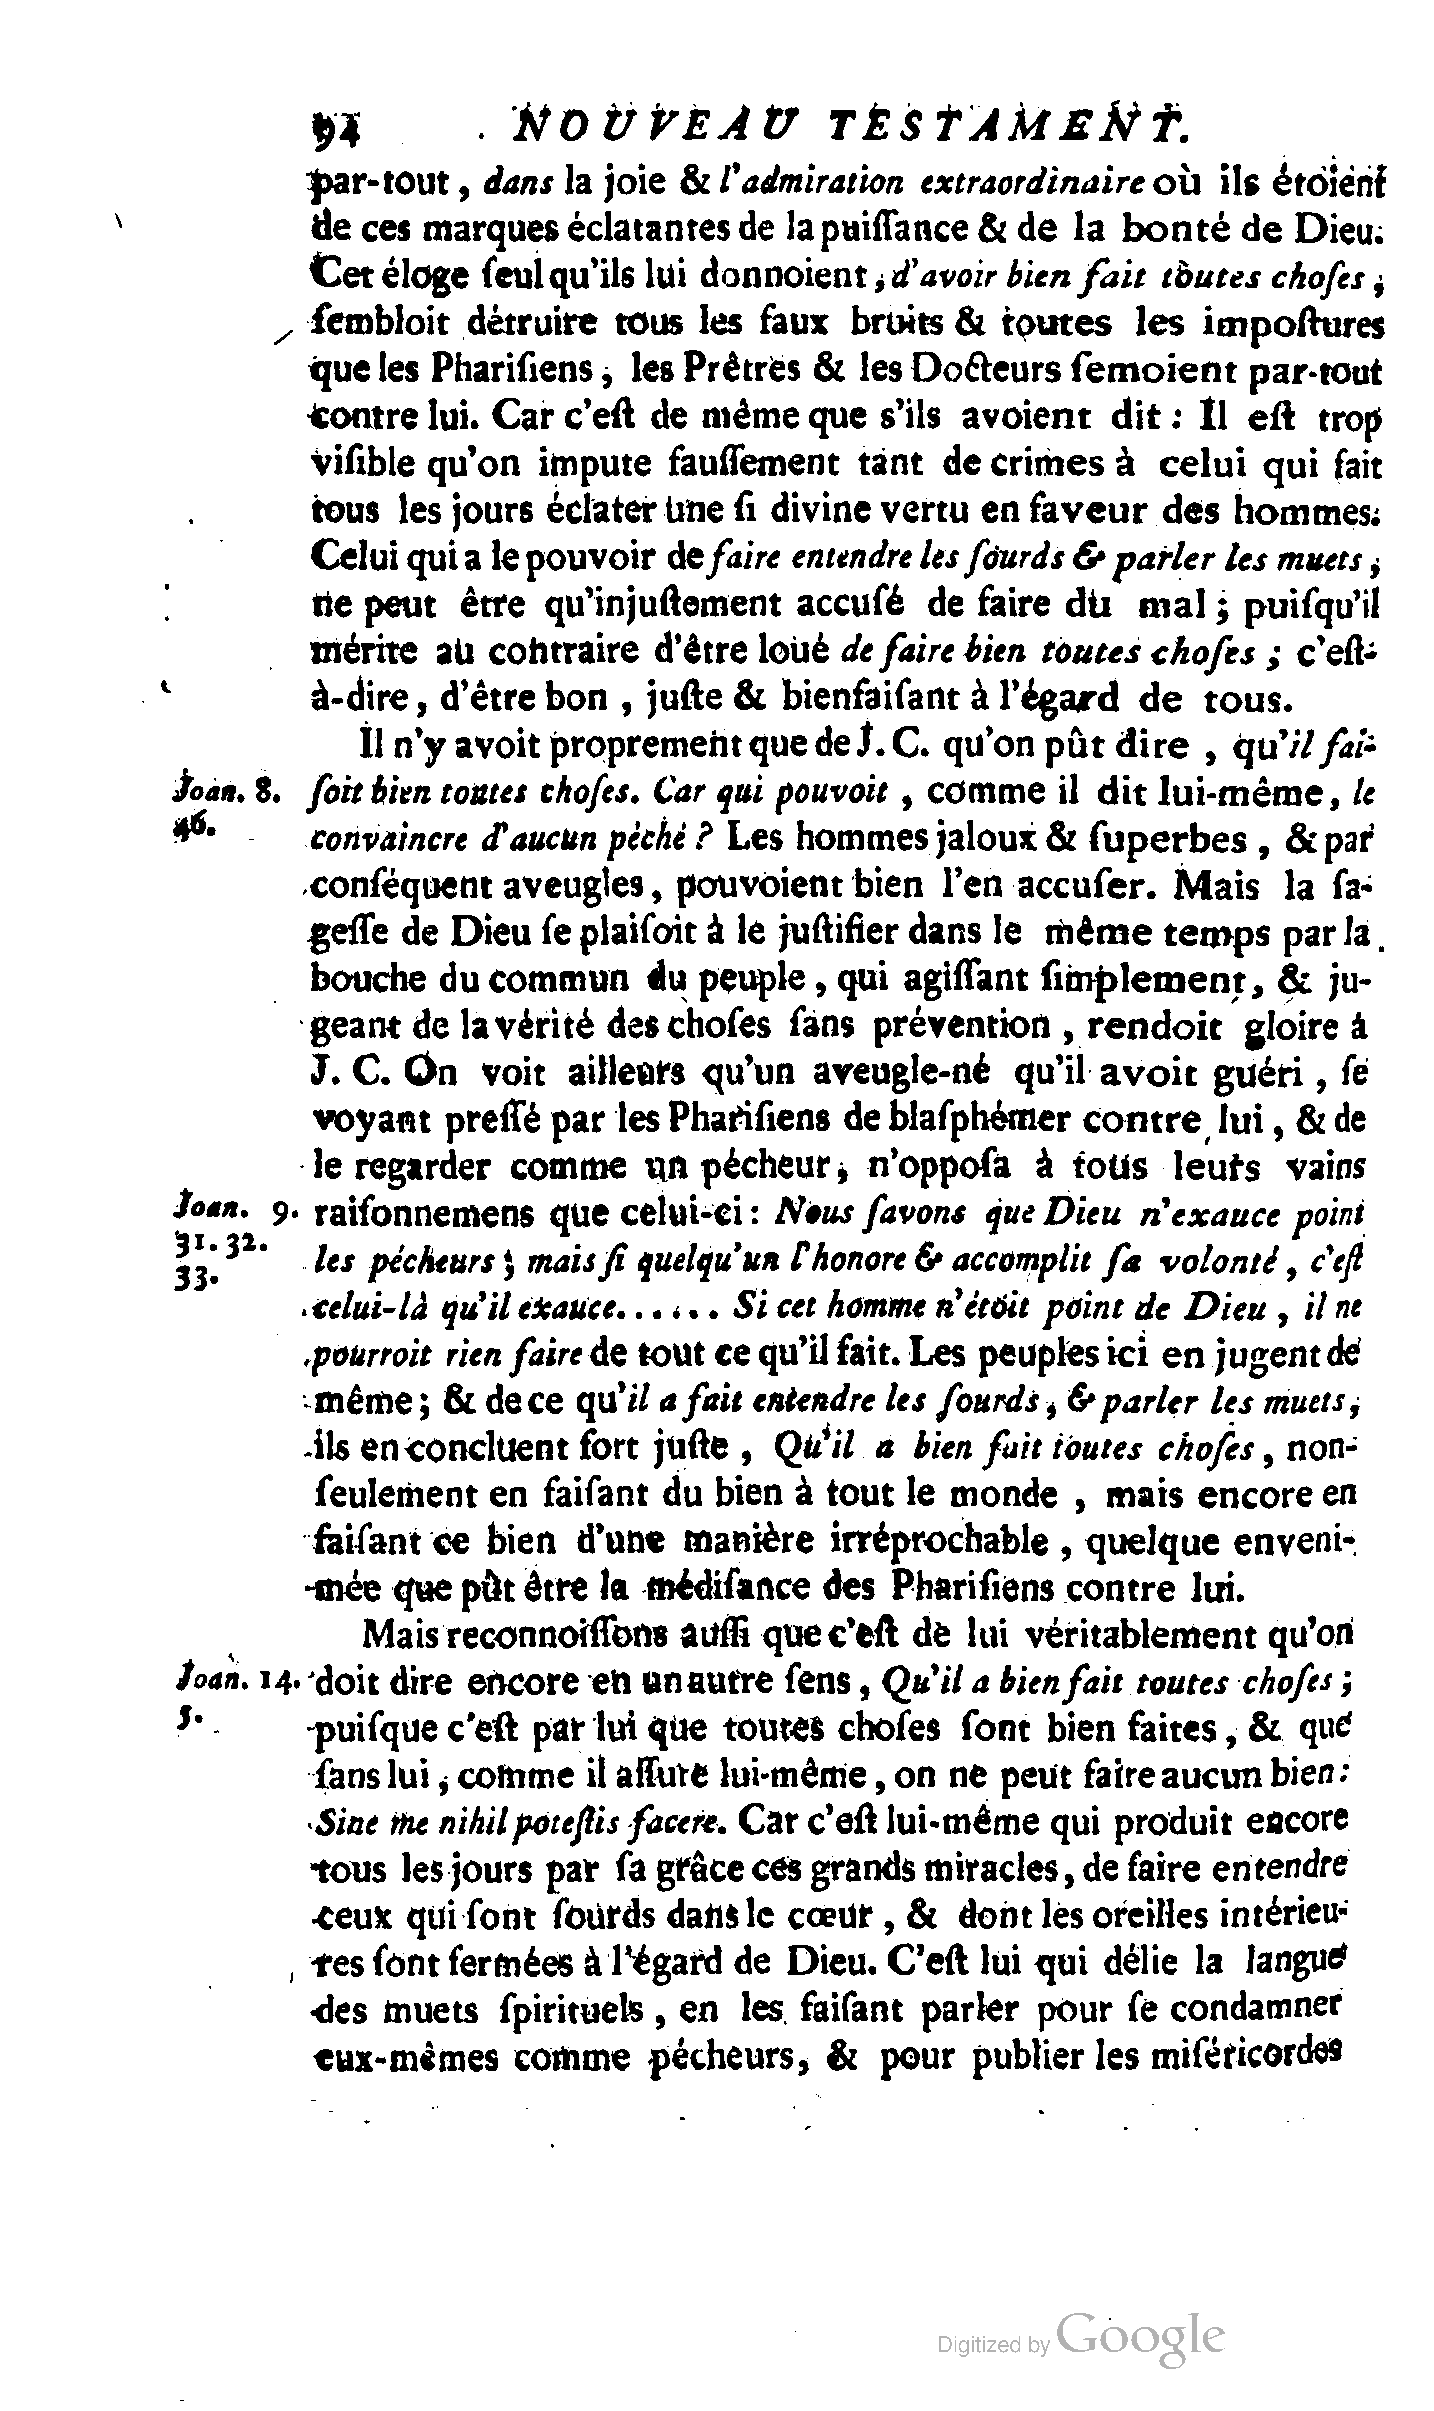 94 NOUVEAU TESTAMENT.
par-tout, dans la joie & l'admiration extraordinaire où ils étoient
de ces marques éclatantes de la puiſſance & de la bonté de Dieu.
Cet éloge ſeul qu'ils lui donnoient, d'avoir bien fait toutes choſes,
ſembloit détruire tous les faux bruits & toutes les impoſtures
que les Phariſiens, les Prêtres & les Docteurs ſemoient par-tout
contre lui. Car c'eſt de même que s'ils avoient dit : Il eſt trop
viſible qu'on impute fauſſement tant de crimes à celui qui fait
tous les jours éclater une ſi divine vertu en faveur des hommes.
Celui qui a le pouvoir de faire entendre les ſourds & parler les muets,
ne peut être qu'injuſtement accuſé de faire du mal ; puiſqu'il
mérite au contraire d'être loué de faire bien toutes choſes ; c'eſt-
à-dire, d'être bon, juſte & bienfaiſant à l'égard de tous.
Il n'y avoit proprement que de J. C. qu'on pût dire, qu'il fai-
Joan. 8. ſoit bien toutes choſes. Car qui pouvoit, comme il dit lui-même, le
46. convaincre d'aucun péché ? Les hommes jaloux & ſuperbes, & par
conſéquent aveugles, pouvoient bien l'en accuſer. Mais la ſa-
geſſe de Dieu ſe plaiſoit à le juſtifier dans le même temps par la
bouche du commun du peuple, qui agiſſant ſimplement, & ju-
geant de la vérité des choſes ſans prévention, rendoit gloire à
J. C. On voit ailleurs qu'un aveugle-né qu'il avoit guéri, ſe
voyant preſſé par les Phariſiens de blaſphémer contre lui, & de
le regarder comme un pécheur, n'oppoſa à tous leurs vains
Joan. 9. raiſonnemens que celui-ci : Nous ſavons que Dieu n'exauce point
31. 32. les pécheurs ; mais ſi quelqu'un l'honore & accomplit ſa volonté, c'eſt
33. celui-là qu'il exauce...... Si cet homme n'étoit point de Dieu, il ne
pourroit rien faire de tout ce qu'il fait. Les peuples ici en jugent de
même ; & de ce qu'il a fait entendre les ſourds, & parler les muets,
ils en concluent fort juſte, Qu'il a bien fait toutes choſes, non-
ſeulement en faiſant du bien à tout le monde, mais encore en
faiſant ce bien d'une manière irréprochable, quelque enveni-
mée que pût être la médiſance des Phariſiens contre lui.
Mais reconnoiſſons auſſi que c'eſt de lui véritablement qu'on
Joan. 14. doit dire encore en un autre ſens, Qu'il a bien fait toutes choſes ;
5. puiſque c'eſt par lui que toutes choſes ſont bien faites, & que
ſans lui, comme il aſſure lui-même, on ne peut faire aucun bien :
Sine me nihil poteſtis facere. Car c'eſt lui-même qui produit encore
tous les jours par ſa grâce ces grands miracles, de faire entendre
ceux qui ſont ſourds dans le cœur, & dont les oreilles intérieu-
res ſont fermées à l'égard de Dieu. C'eſt lui qui délie la langue
des muets ſpirituels, en les faiſant parler pour ſe condamner
eux-mêmes comme pécheurs, & pour publier les miſéricordes
Digitized by Google